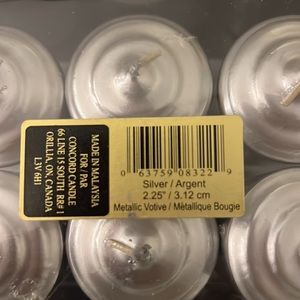 MADE IN MALAYSIA
FOR / PAR
CONCORD CANDLE
66 LINE 15 SOUTH RR# 1
ORILLIA, ON, CANADA
L3V 6H1
0 63759 08322 9
Silver / Argent
2.25" / 3.12 cm
Metallic Votive / Métallique Bougie